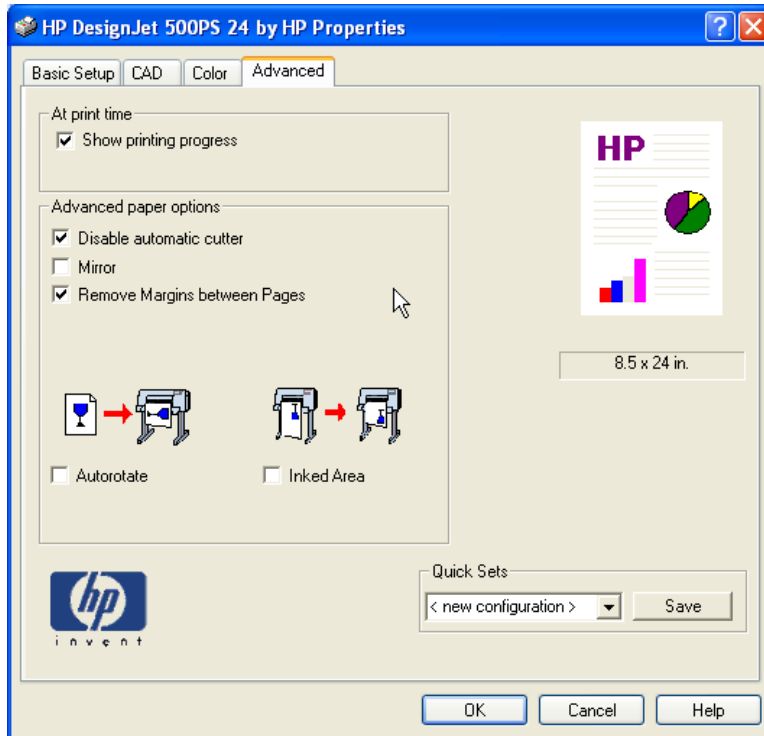 HP DesignJet 500PS 24 by HP Properties
Basic Setup CAD Color Advanced
At print time
Show printing progress
Advanced paper options
Disable automatic cutter
Mirror
Remove Margins between Pages
Autorotate Inked Area
HP
8.5 x 24 in.
hp
invent
Quick Sets
< new configuration > Save
OK Cancel Help